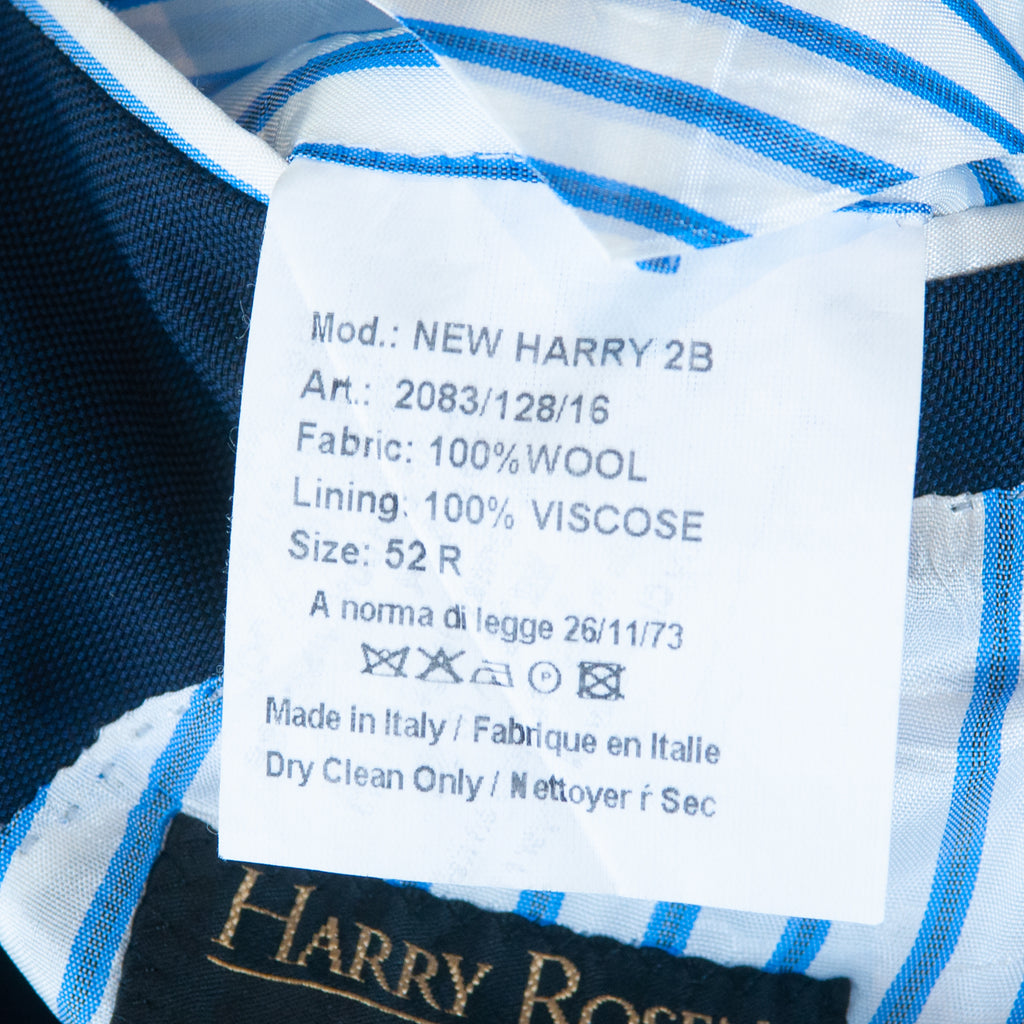 Mod.: NEW HARRY 2B
Art.: 2083/128/16
Fabric: 100% WOOL
Lining: 100% VISCOSE
Size: 52 R
A norma di legge 26/11/73
P
Made in Italy / Fabrique en Italie
Dry Clean Only / Nettoyer ŕ Sec
HARRY